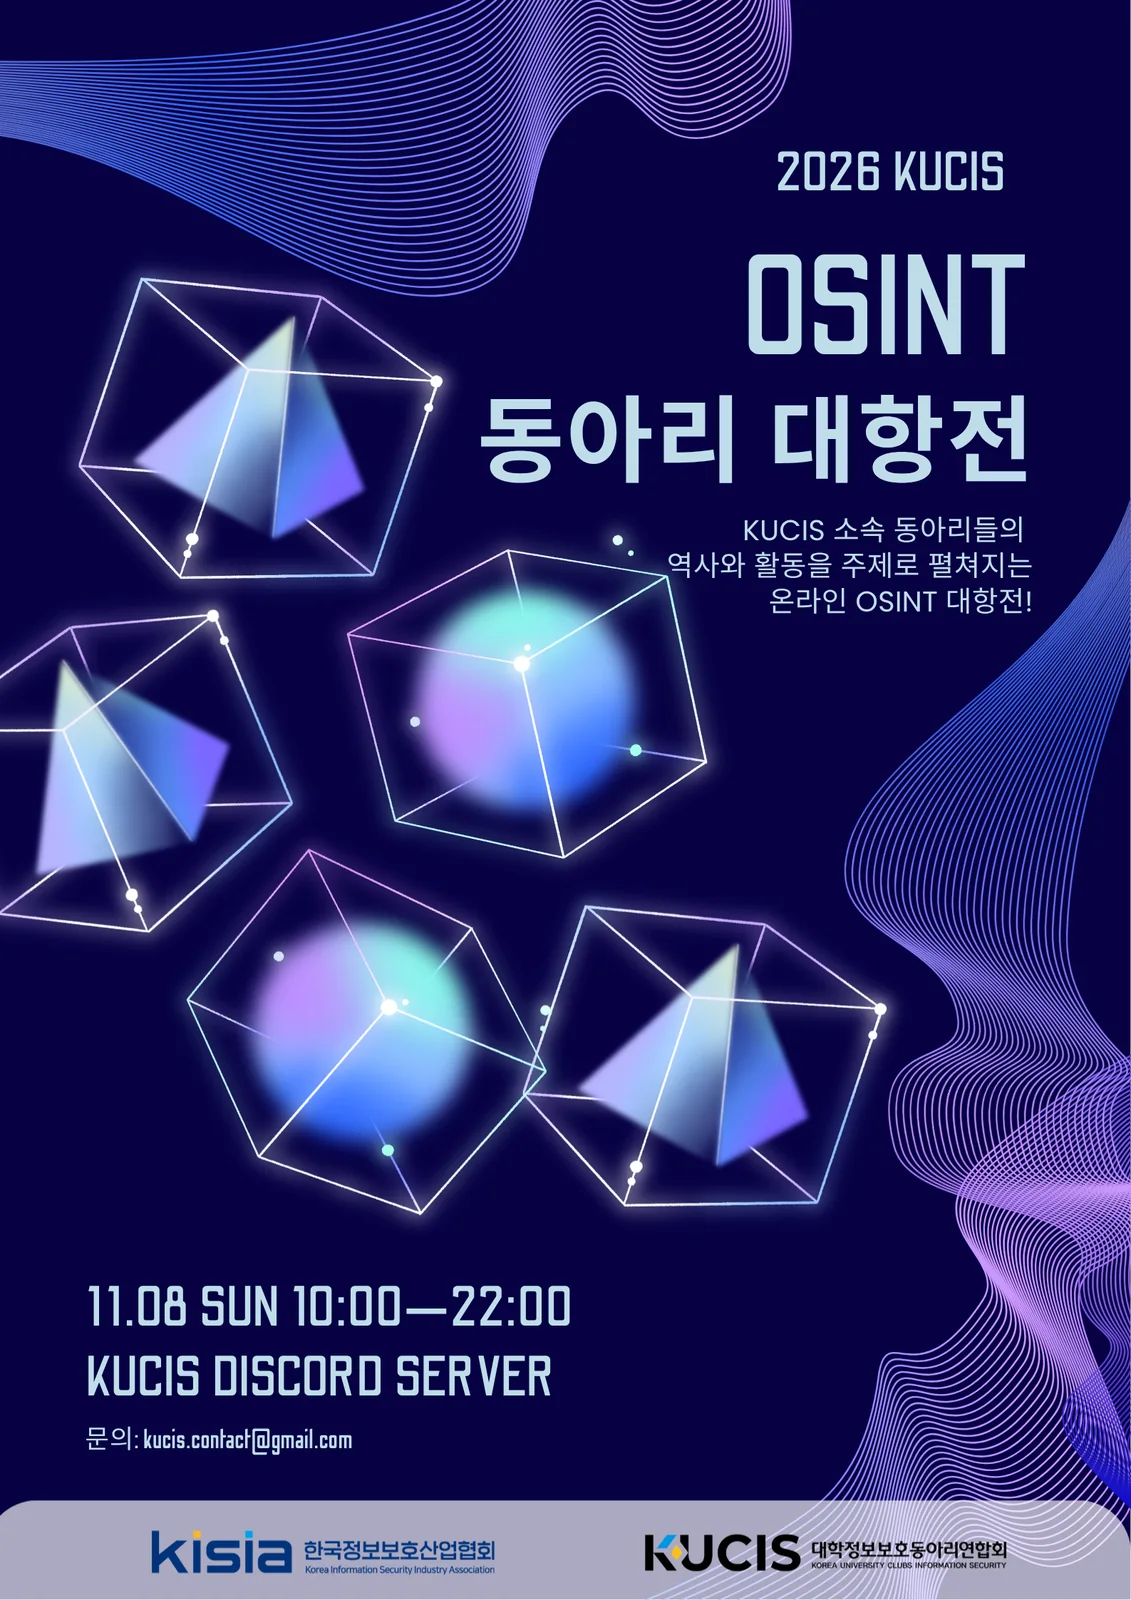 2026 KUCIS
OSINT
동아리 대항전
KUCIS 소속 동아리들의
역사와 활동을 주제로 펼쳐지는
온라인 OSINT 대항전!
11.08 SUN 10:00—22:00
KUCIS DISCORD SERVER
문의: kucis.contact@gmail.com
kisia 한국정보보호산업협회
Korea Information Security Industry Association
KUCIS 대학정보보호동아리연합회
KOREA UNIVERSITY CLUBS INFORMATION SECURITY